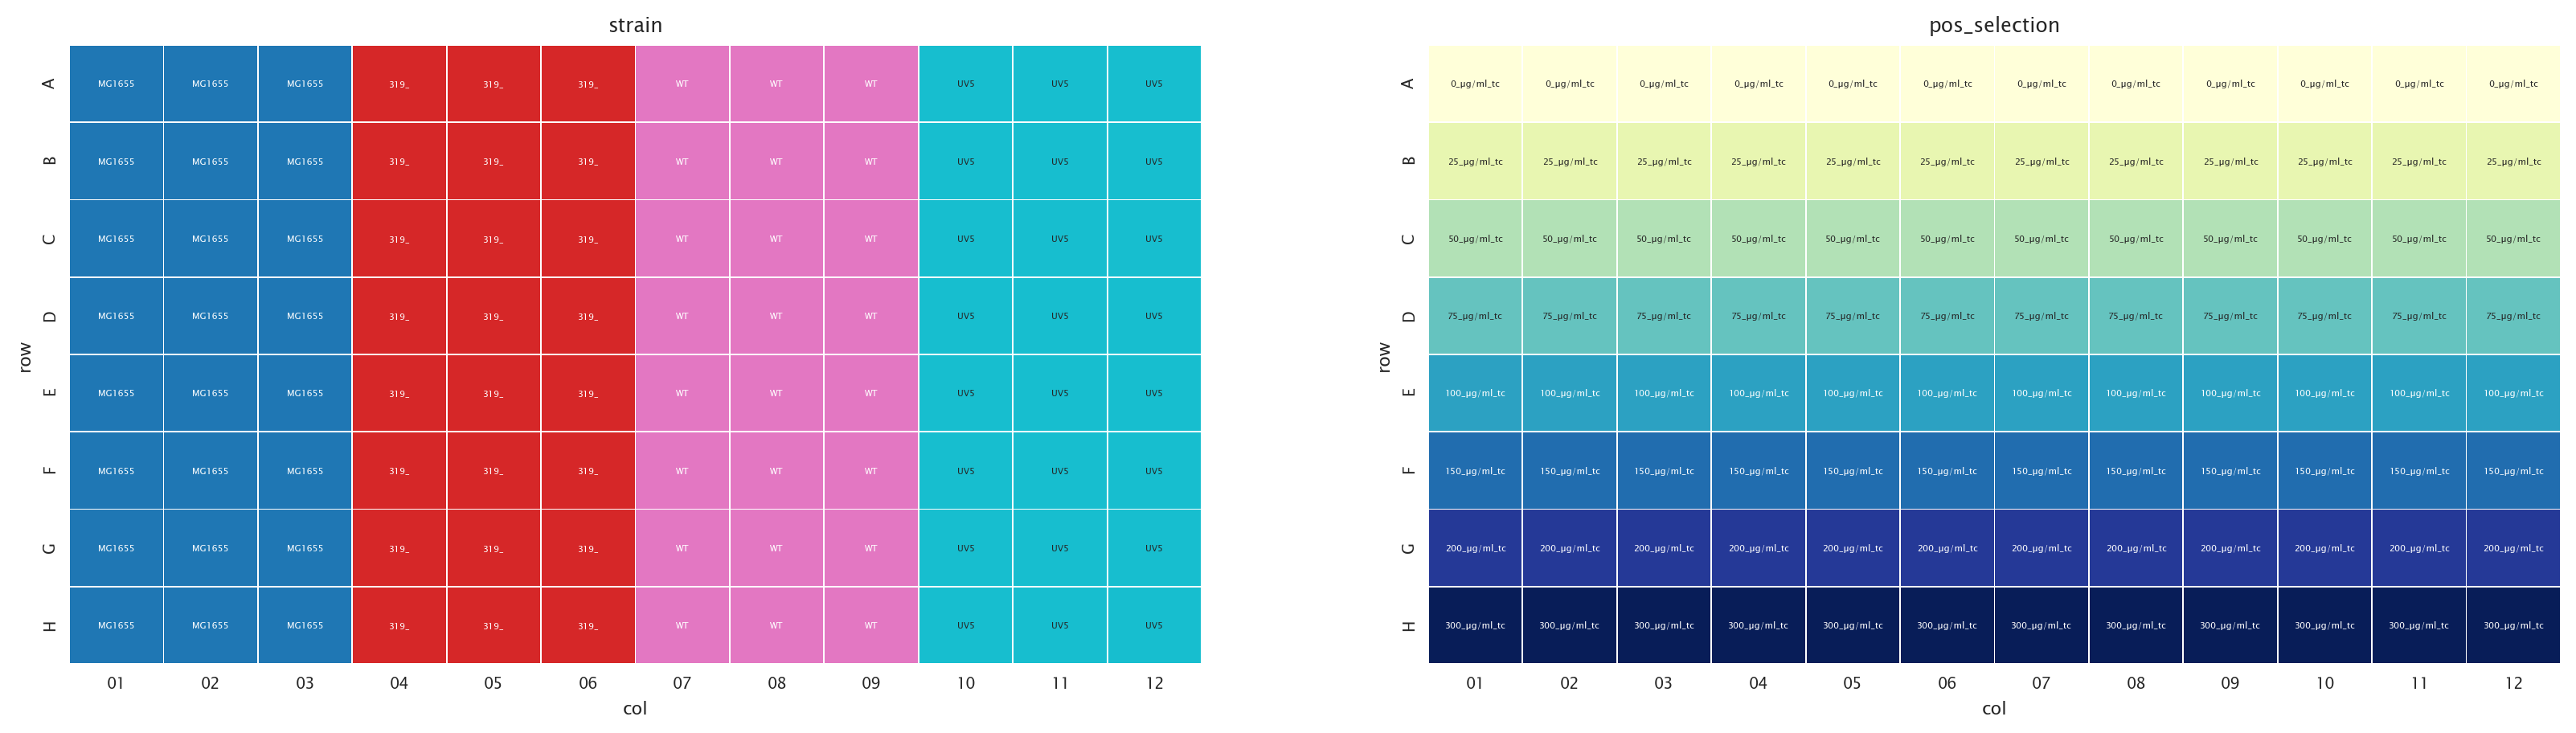 strain
A MG1655 MG1655 MG1655 319_ 319_ 319_ WT WT WT UV5 UV5 UV5
B MG1655 MG1655 MG1655 319_ 319_ 319_ WT WT WT UV5 UV5 UV5
C MG1655 MG1655 MG1655 319_ 319_ 319_ WT WT WT UV5 UV5 UV5
D MG1655 MG1655 MG1655 319_ 319_ 319_ WT WT WT UV5 UV5 UV5
E MG1655 MG1655 MG1655 319_ 319_ 319_ WT WT WT UV5 UV5 UV5
F MG1655 MG1655 MG1655 319_ 319_ 319_ WT WT WT UV5 UV5 UV5
G MG1655 MG1655 MG1655 319_ 319_ 319_ WT WT WT UV5 UV5 UV5
H MG1655 MG1655 MG1655 319_ 319_ 319_ WT WT WT UV5 UV5 UV5
row
01 02 03 04 05 06 07 08 09 10 11 12
col
pos_selection
A 0_µg/ml_tc 0_µg/ml_tc 0_µg/ml_tc 0_µg/ml_tc 0_µg/ml_tc 0_µg/ml_tc 0_µg/ml_tc 0_µg/ml_tc 0_µg/ml_tc 0_µg/ml_tc 0_µg/ml_tc 0_µg/ml_tc
B 25_µg/ml_tc 25_µg/ml_tc 25_µg/ml_tc 25_µg/ml_tc 25_µg/ml_tc 25_µg/ml_tc 25_µg/ml_tc 25_µg/ml_tc 25_µg/ml_tc 25_µg/ml_tc 25_µg/ml_tc 25_µg/ml_tc
C 50_µg/ml_tc 50_µg/ml_tc 50_µg/ml_tc 50_µg/ml_tc 50_µg/ml_tc 50_µg/ml_tc 50_µg/ml_tc 50_µg/ml_tc 50_µg/ml_tc 50_µg/ml_tc 50_µg/ml_tc 50_µg/ml_tc
D 75_µg/ml_tc 75_µg/ml_tc 75_µg/ml_tc 75_µg/ml_tc 75_µg/ml_tc 75_µg/ml_tc 75_µg/ml_tc 75_µg/ml_tc 75_µg/ml_tc 75_µg/ml_tc 75_µg/ml_tc 75_µg/ml_tc
E 100_µg/ml_tc 100_µg/ml_tc 100_µg/ml_tc 100_µg/ml_tc 100_µg/ml_tc 100_µg/ml_tc 100_µg/ml_tc 100_µg/ml_tc 100_µg/ml_tc 100_µg/ml_tc 100_µg/ml_tc 100_µg/ml_tc
F 150_µg/ml_tc 150_µg/ml_tc 150_µg/ml_tc 150_µg/ml_tc 150_µg/ml_tc 150_µg/ml_tc 150_µg/ml_tc 150_µg/ml_tc 150_µg/ml_tc 150_µg/ml_tc 150_µg/ml_tc 150_µg/ml_tc
G 200_µg/ml_tc 200_µg/ml_tc 200_µg/ml_tc 200_µg/ml_tc 200_µg/ml_tc 200_µg/ml_tc 200_µg/ml_tc 200_µg/ml_tc 200_µg/ml_tc 200_µg/ml_tc 200_µg/ml_tc 200_µg/ml_tc
H 300_µg/ml_tc 300_µg/ml_tc 300_µg/ml_tc 300_µg/ml_tc 300_µg/ml_tc 300_µg/ml_tc 300_µg/ml_tc 300_µg/ml_tc 300_µg/ml_tc 300_µg/ml_tc 300_µg/ml_tc 300_µg/ml_tc
row
01 02 03 04 05 06 07 08 09 10 11 12
col